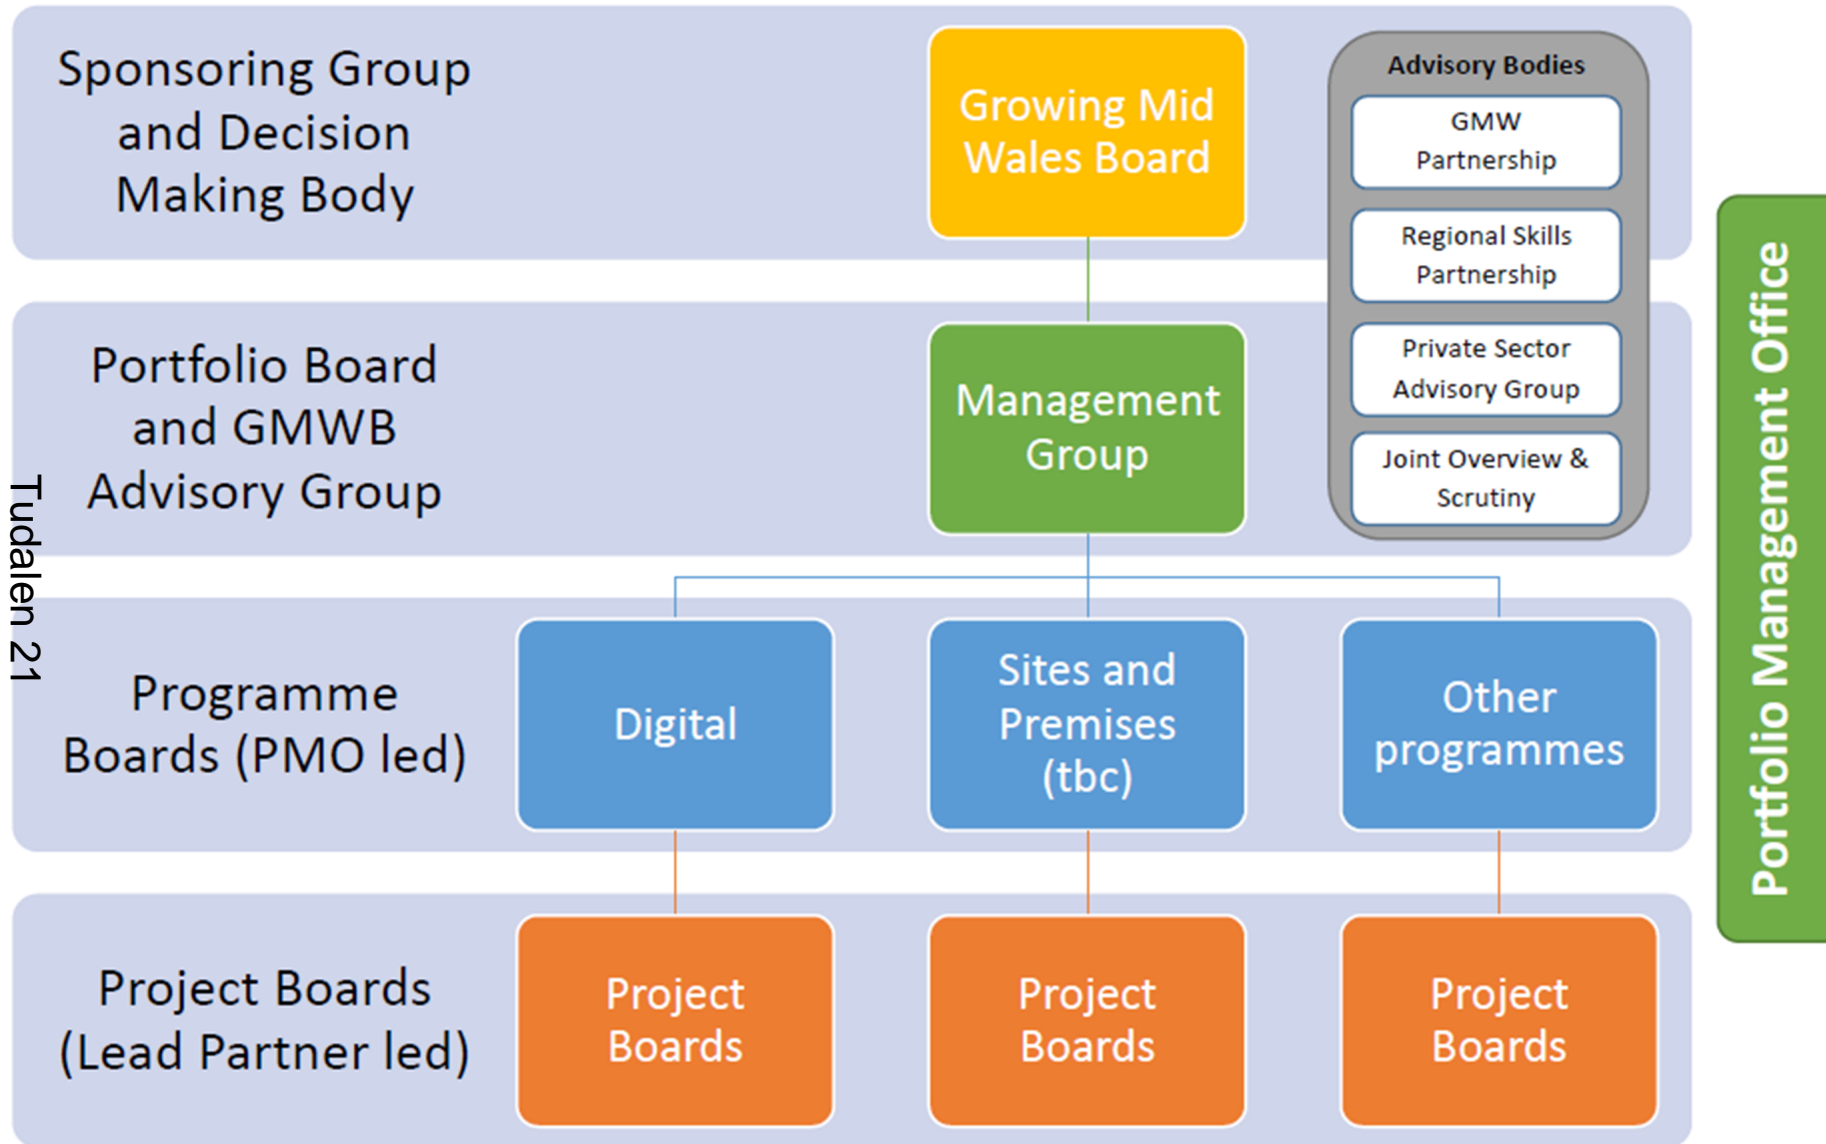 Sponsoring Group
and Decision
Making Body
Growing Mid
Wales Board
Advisory Bodies
GMW
Partnership
Regional Skills
Partnership
Private Sector
Advisory Group
Joint Overview &
Scrutiny
Portfolio Board
and GMWB
Advisory Group
Management
Group
Programme
Boards (PMO led)
Digital
Sites and
Premises
(tbc)
Other
programmes
Project Boards
(Lead Partner led)
Project
Boards
Project
Boards
Project
Boards
Portfolio Management Office
Tudalen 21